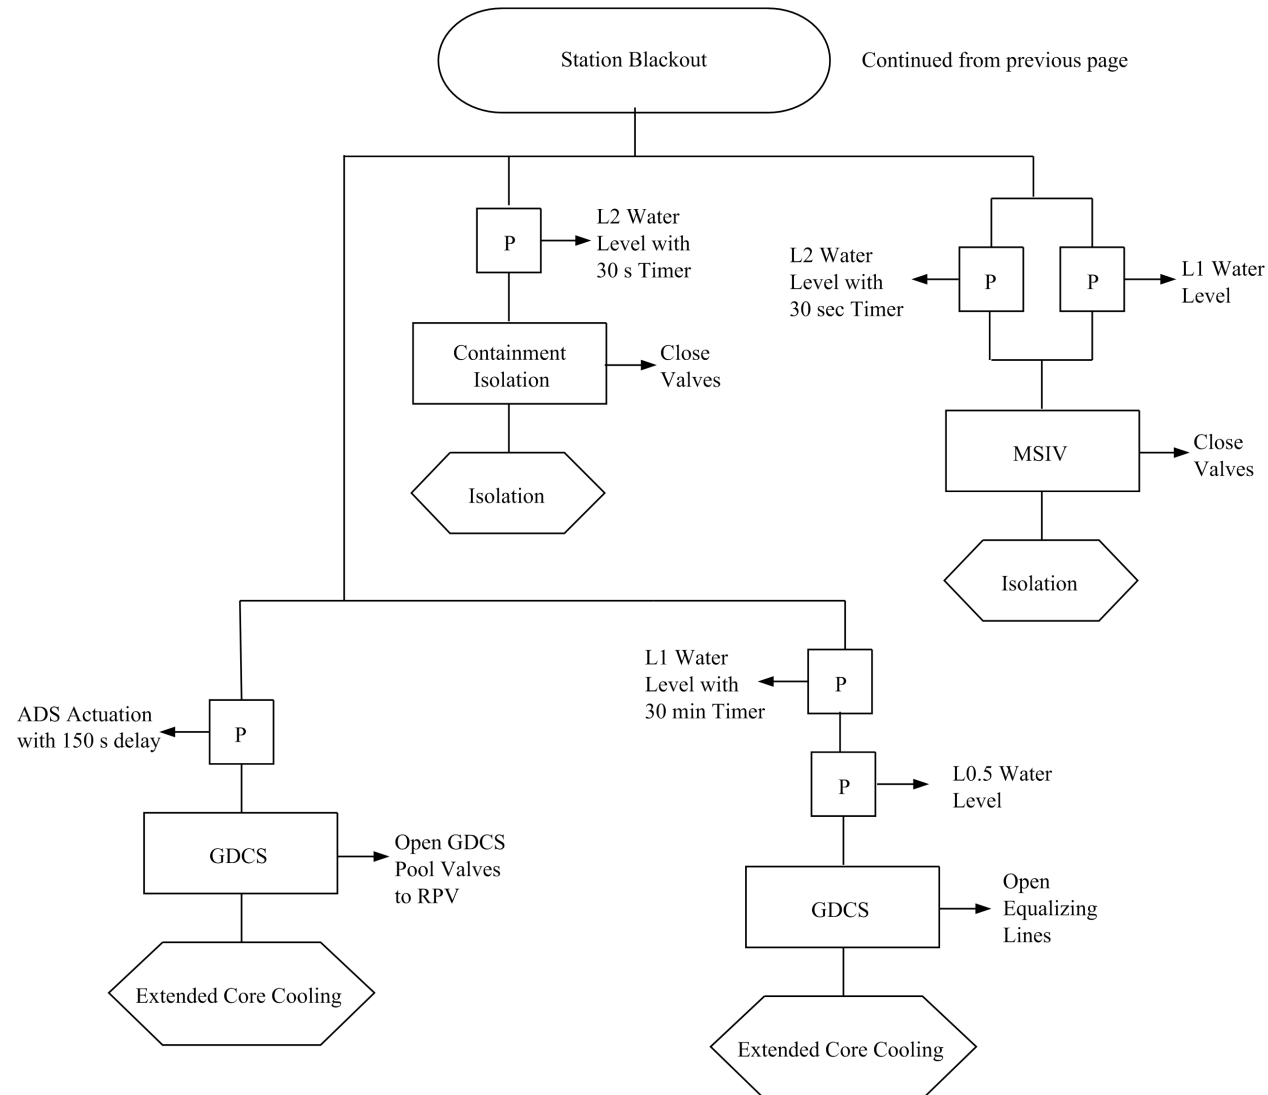 Station Blackout
Continued from previous page
P
L2 Water
Level with
30 s Timer
L2 Water
Level with
30 sec Timer
P
P
L1 Water
Level
Containment
Isolation
Close
Valves
MSIV
Close
Valves
Isolation
Isolation
ADS Actuation
with 150 s delay
P
L1 Water
Level with
30 min Timer
P
P
L0.5 Water
Level
GDCS
Open GDCS
Pool Valves
to RPV
GDCS
Open
Equalizing
Lines
Extended Core Cooling
Extended Core Cooling